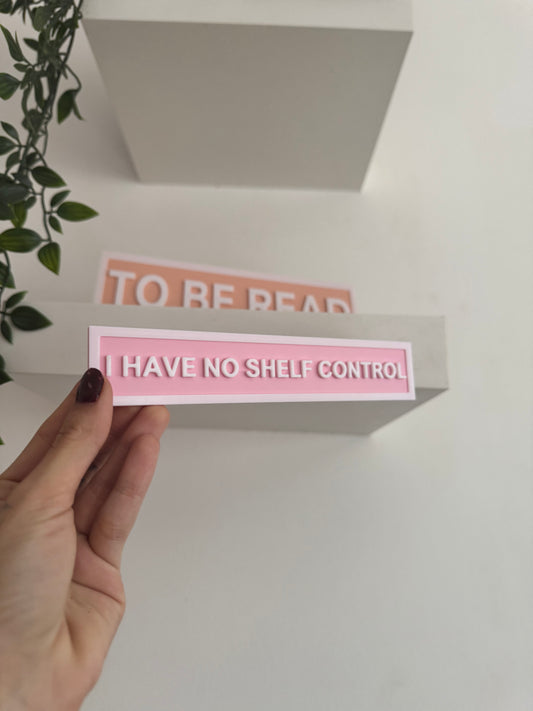 TO BE READ
I HAVE NO SHELF CONTROL